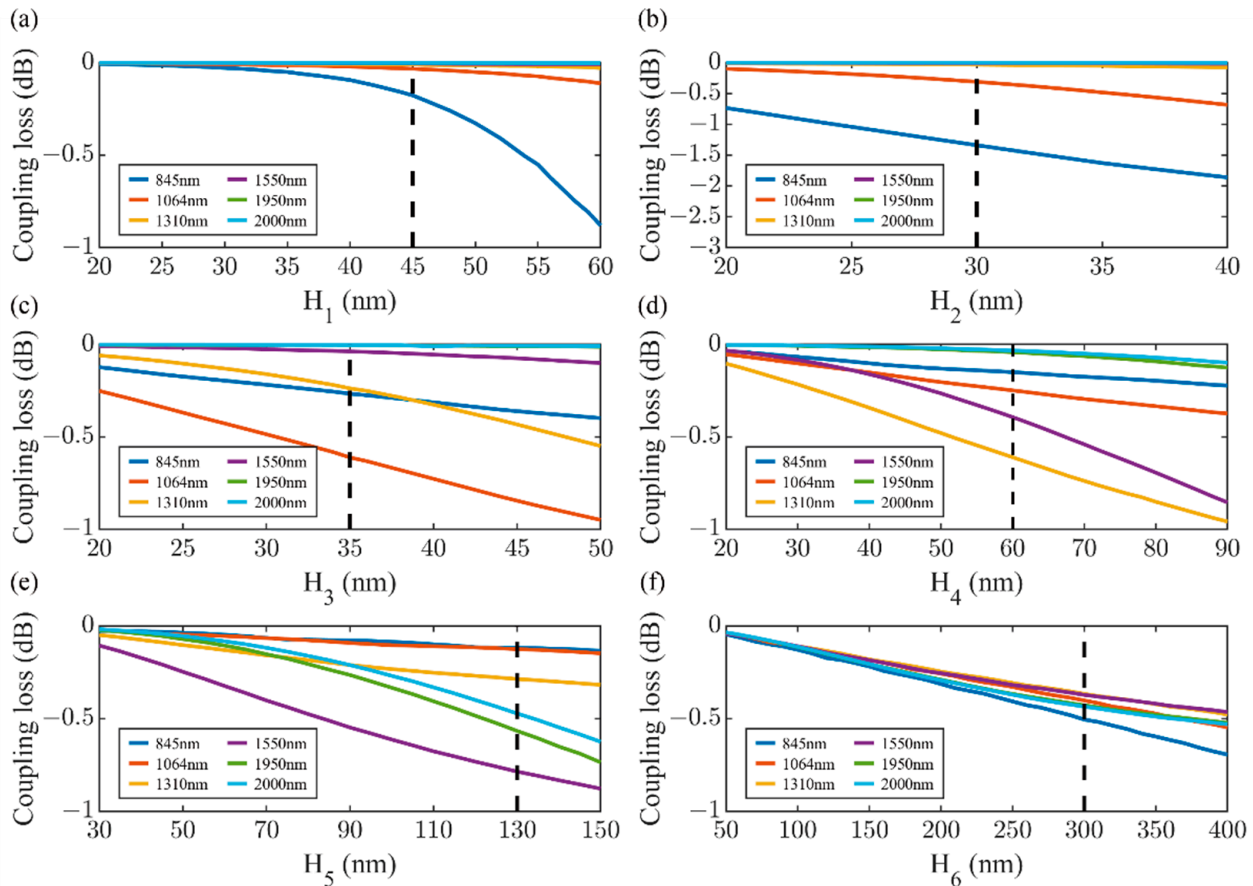 (a)
Coupling loss (dB)
0
−0.5
−1
20 25 30 35 40 45 50 55 60
H1 (nm)
845nm 1550nm
1064nm 1950nm
1310nm 2000nm
(b)
Coupling loss (dB)
0
−0.5
−1
−1.5
−2
−2.5
−3
20 25 30 35 40
H2 (nm)
845nm 1550nm
1064nm 1950nm
1310nm 2000nm
(c)
Coupling loss (dB)
0
−0.5
−1
20 25 30 35 40 45 50
H3 (nm)
845nm 1550nm
1064nm 1950nm
1310nm 2000nm
(d)
Coupling loss (dB)
0
−0.5
−1
20 30 40 50 60 70 80 90
H4 (nm)
845nm 1550nm
1064nm 1950nm
1310nm 2000nm
(e)
Coupling loss (dB)
0
−0.5
−1
30 50 70 90 110 130 150
H5 (nm)
845nm 1550nm
1064nm 1950nm
1310nm 2000nm
(f)
Coupling loss (dB)
0
−0.5
−1
50 100 150 200 250 300 350 400
H6 (nm)
845nm 1550nm
1064nm 1950nm
1310nm 2000nm